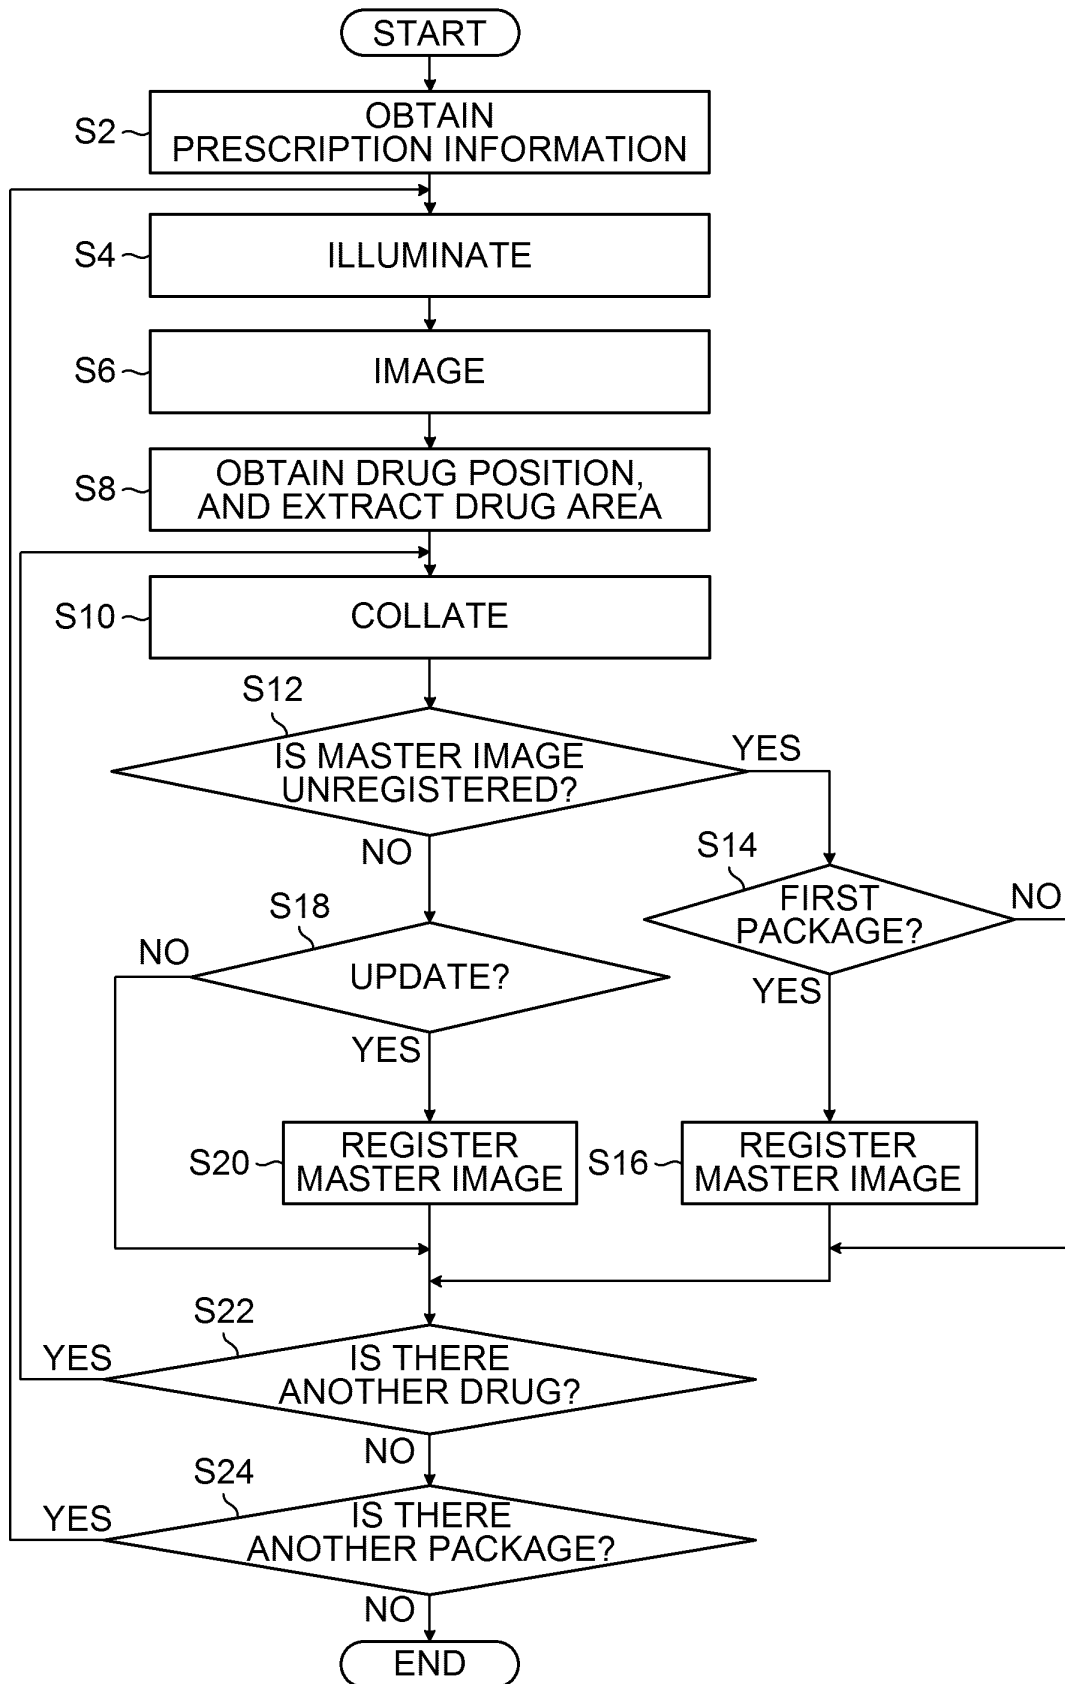 START
S2
OBTAIN
PRESCRIPTION INFORMATION
S4
ILLUMINATE
S6
IMAGE
S8
OBTAIN DRUG POSITION,
AND EXTRACT DRUG AREA
S10
COLLATE
S12
IS MASTER IMAGE
UNREGISTERED?
YES
NO
S14
FIRST
PACKAGE?
NO
YES
S18
NO
UPDATE?
YES
S20
REGISTER
MASTER IMAGE
S16
REGISTER
MASTER IMAGE
S22
YES
IS THERE
ANOTHER DRUG?
NO
S24
YES
IS THERE
ANOTHER PACKAGE?
NO
END